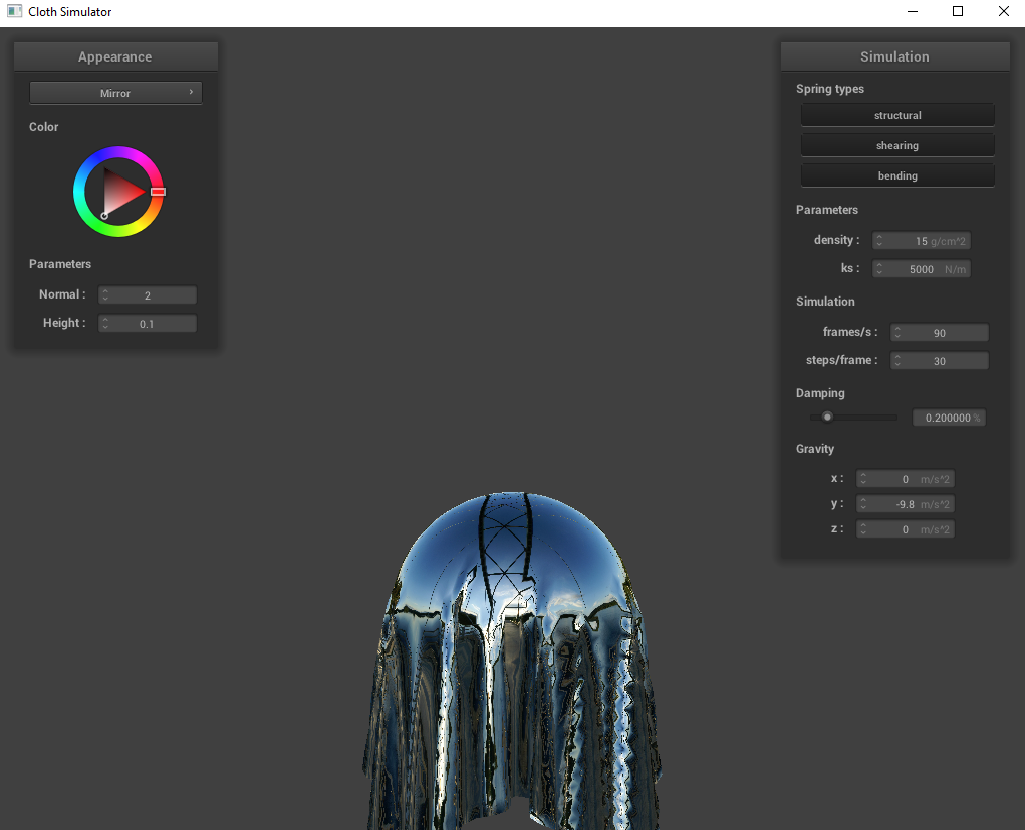 Cloth Simulator
Appearance
Mirror
Color
Parameters
Normal : 2
Height : 0.1
Simulation
Spring types
structural
shearing
bending
Parameters
density : 15 g/cm^2
ks : 5000 N/m
Simulation
frames/s : 90
steps/frame : 30
Damping
0.200000 %
Gravity
x : 0 m/s^2
y : -9.8 m/s^2
z : 0 m/s^2